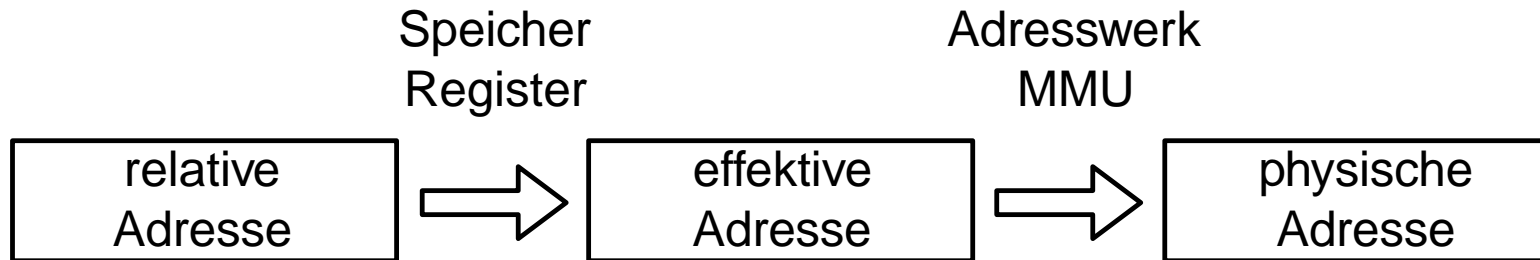 Speicher
Register
Adresswerk
MMU
relative
Adresse
effektive
Adresse
physische
Adresse